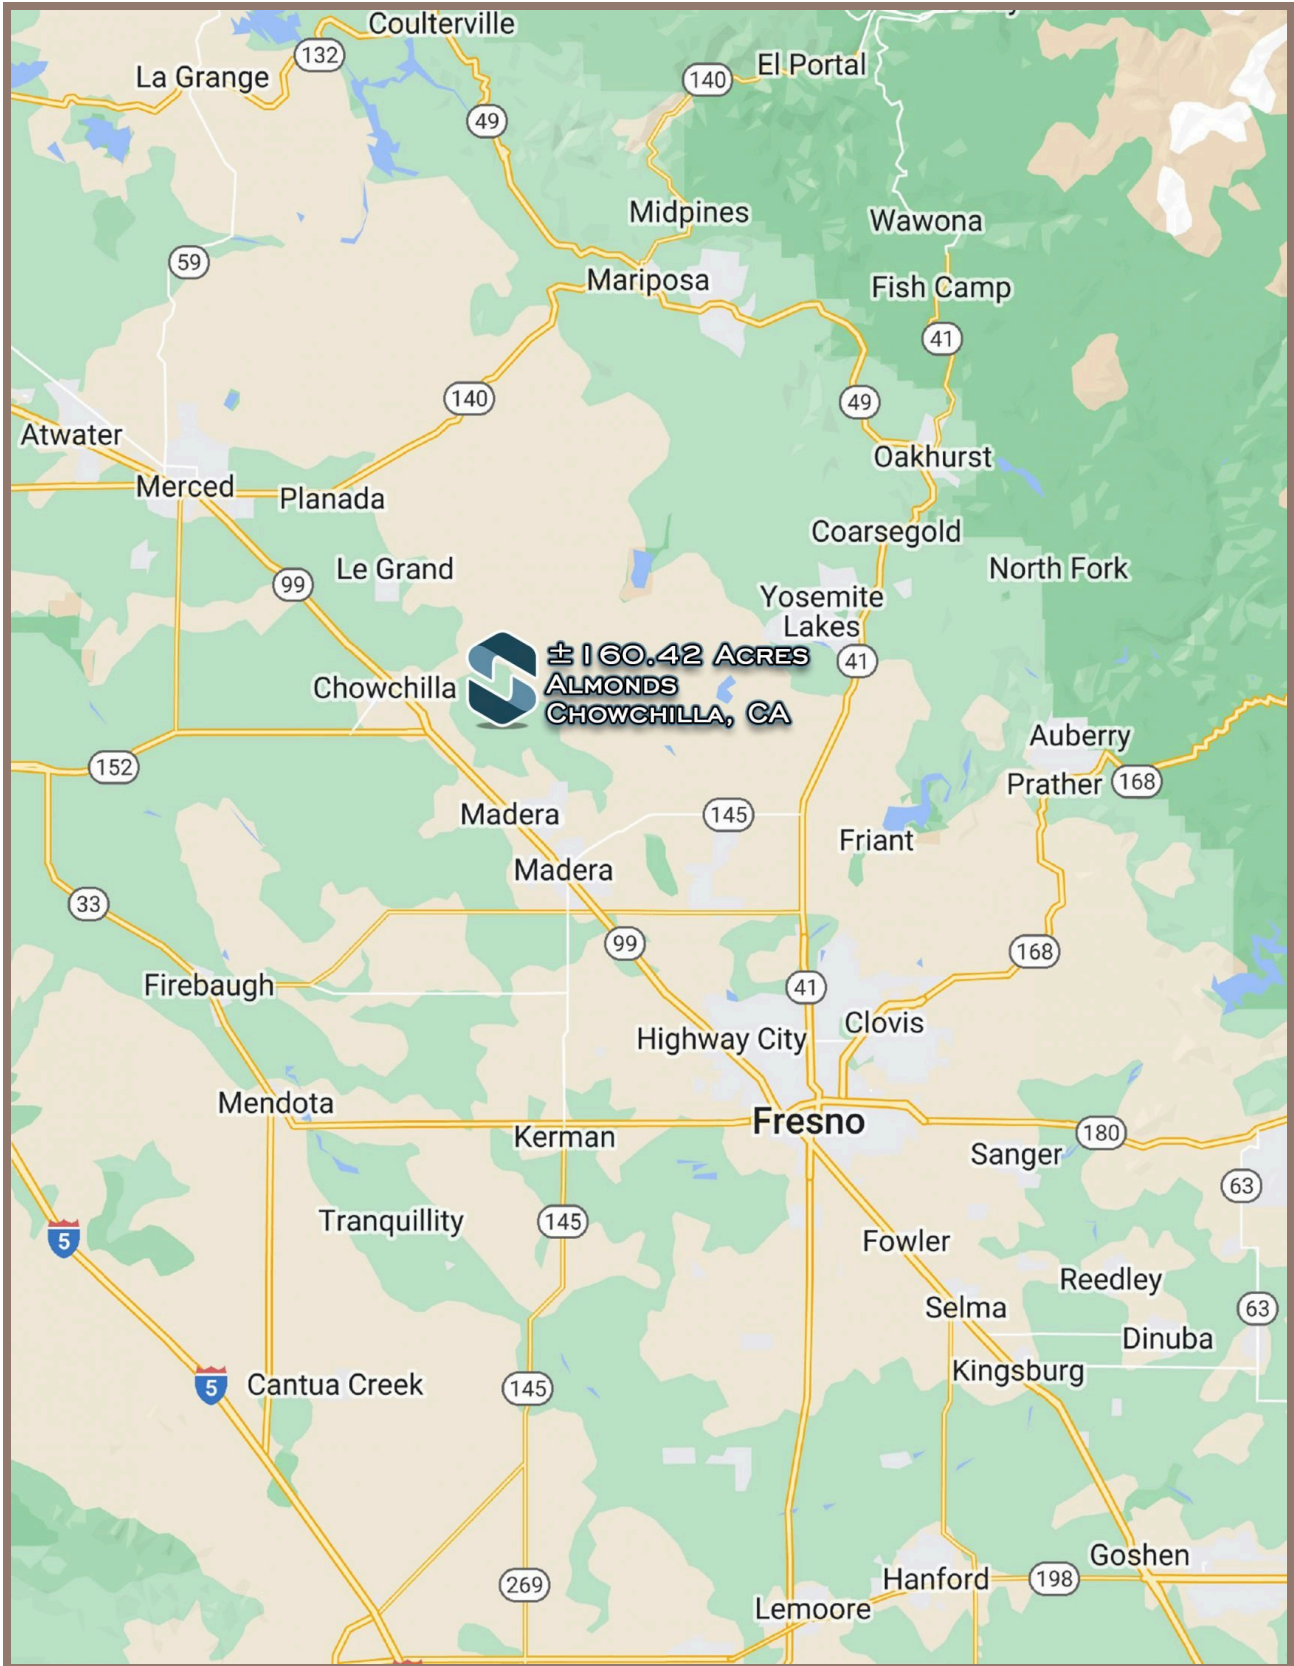 Coulterville
132
La Grange
El Portal
140
49
Midpines
Wawona
59
Mariposa
Fish Camp
41
140
49
Atwater
Oakhurst
Merced
Planada
Coarsegold
Le Grand
North Fork
99
Yosemite
Lakes
± 160.42 Acres
Almonds
Chowchilla, CA
41
Chowchilla
Auberry
152
Prather
168
Madera
145
Friant
Madera
33
99
168
Firebaugh
41
Clovis
Highway City
Mendota
Fresno
Kerman
180
Sanger
63
Tranquillity
145
5
Fowler
Reedley
Selma
63
Dinuba
Kingsburg
5
Cantua Creek
145
Goshen
269
Hanford
198
Lemoore